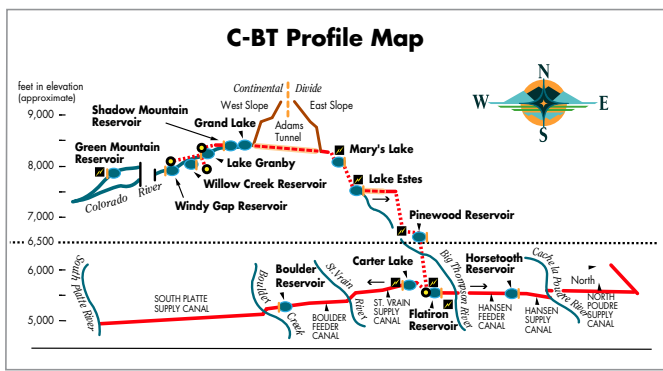 C-BT Profile Map
feet in elevation
(approximate)
9,000
8,000
7,000
6,500
6,000
5,000
Continental Divide
West Slope
East Slope
Adams
Tunnel
N
W
E
S
Shadow Mountain
Reservoir
Grand Lake
Green Mountain
Reservoir
Lake Granby
Willow Creek Reservoir
Windy Gap Reservoir
Colorado River
Mary's Lake
Lake Estes
Pinewood Reservoir
South Platte River
SOUTH PLATTE
SUPPLY CANAL
Boulder
Creek
Boulder
Reservoir
BOULDER
FEEDER
CANAL
St. Vrain
River
ST. VRAIN
SUPPLY
CANAL
Carter Lake
Flatiron
Reservoir
Big Thompson River
Horsetooth
Reservoir
HANSEN
FEEDER
CANAL
HANSEN
SUPPLY
CANAL
Cache la Poudre River
North
NORTH
POUDRE
SUPPLY
CANAL